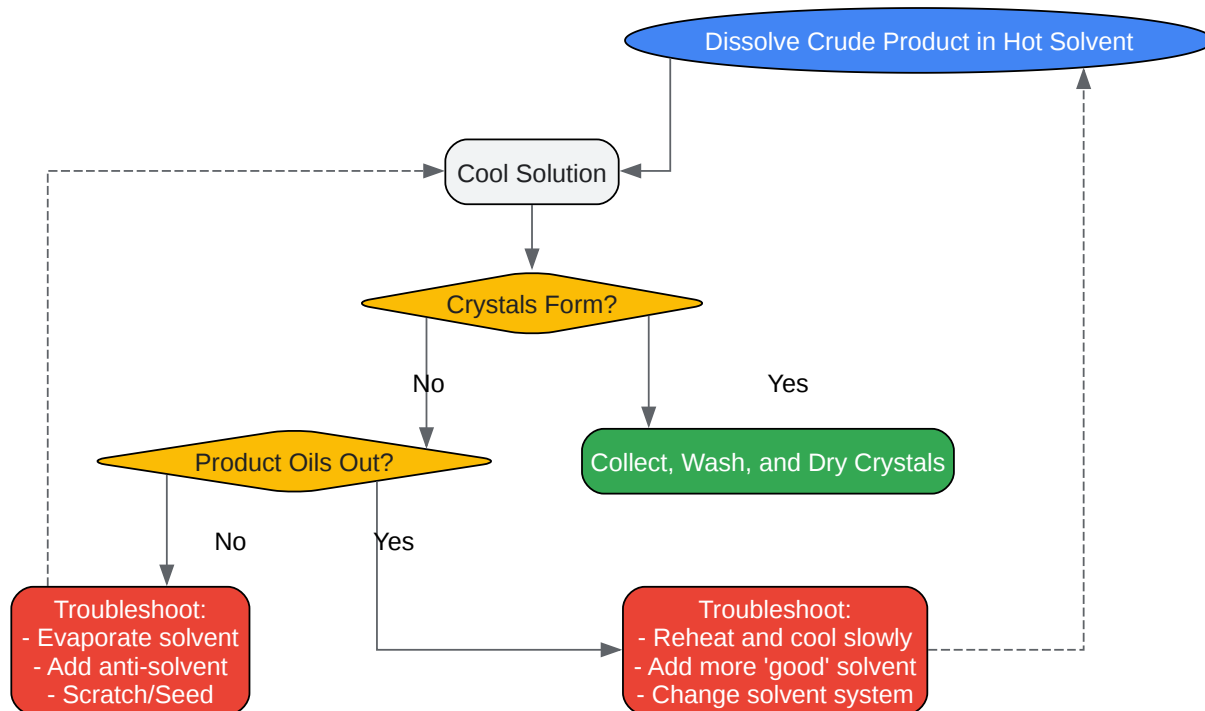 Dissolve Crude Product in Hot Solvent
Cool Solution
Crystals Form?
No
Yes
Product Oils Out?
Collect, Wash, and Dry Crystals
No
Yes
Troubleshoot:
- Evaporate solvent
- Add anti-solvent
- Scratch/Seed
Troubleshoot:
- Reheat and cool slowly
- Add more 'good' solvent
- Change solvent system